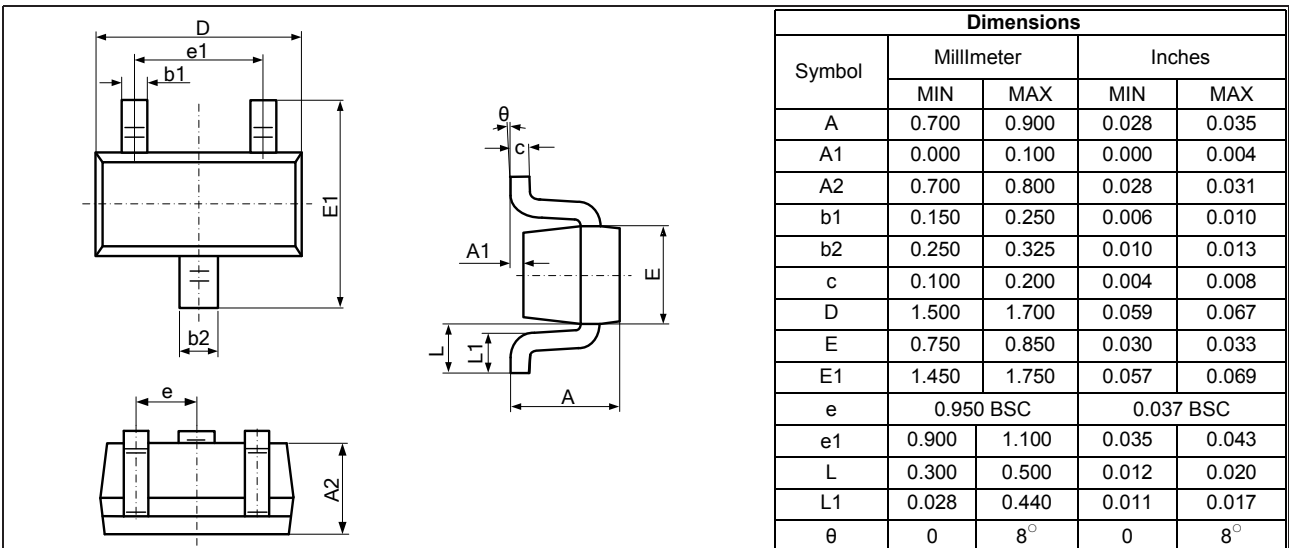 D
e1
b1
E1
b2
e
A2
θ
c
A1
E
L
L1
A
Dimensions
Symbol MillImeter Inches
MIN MAX MIN MAX
A 0.700 0.900 0.028 0.035
A1 0.000 0.100 0.000 0.004
A2 0.700 0.800 0.028 0.031
b1 0.150 0.250 0.006 0.010
b2 0.250 0.325 0.010 0.013
c 0.100 0.200 0.004 0.008
D 1.500 1.700 0.059 0.067
E 0.750 0.850 0.030 0.033
E1 1.450 1.750 0.057 0.069
e 0.950 BSC 0.037 BSC
e1 0.900 1.100 0.035 0.043
L 0.300 0.500 0.012 0.020
L1 0.028 0.440 0.011 0.017
θ 0 8○ 0 8○